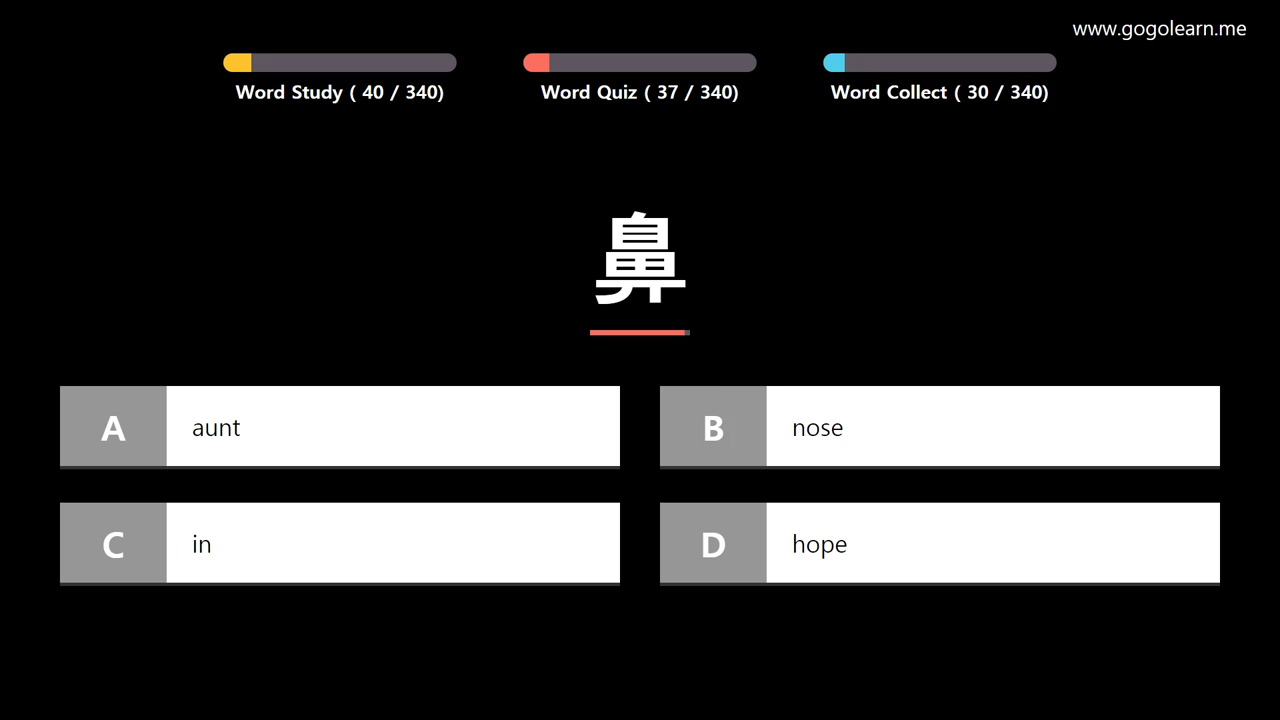 www.gogolearn.me
Word Study ( 40 / 340)
Word Quiz ( 37 / 340)
Word Collect ( 30 / 340)
鼻
A aunt
B nose
C in
D hope